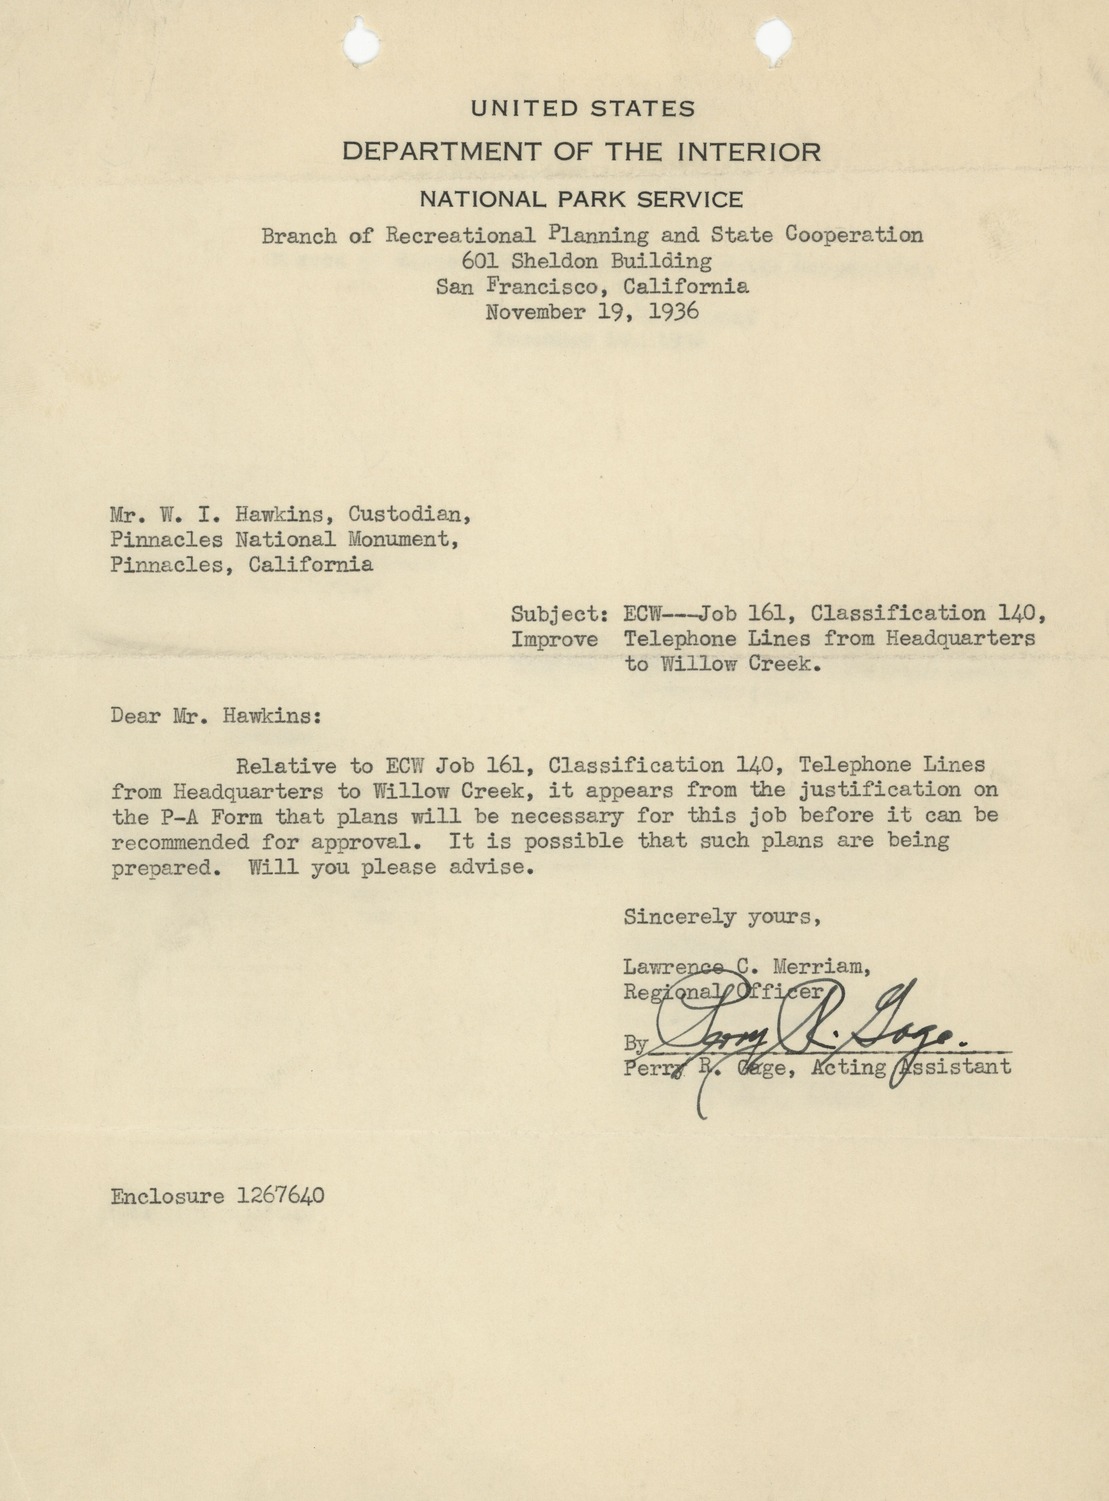 UNITED STATES
DEPARTMENT OF THE INTERIOR
NATIONAL PARK SERVICE
Branch of Recreational Planning and State Cooperation
601 Sheldon Building
San Francisco, California
November 19, 1936
Mr. W. I. Hawkins, Custodian,
Pinnacles National Monument,
Pinnacles, California
Subject: ECW---Job 161, Classification 140,
Improve Telephone Lines from Headquarters
to Willow Creek.
Dear Mr. Hawkins:
Relative to ECW Job 161, Classification 140, Telephone Lines
from Headquarters to Willow Creek, it appears from the justification on
the P-A Form that plans will be necessary for this job before it can be
recommended for approval. It is possible that such plans are being
prepared. Will you please advise.
Sincerely yours,
Lawrence C. Merriam,
Regional Officer
By Perry R. Gage.
Perry R. Gage, Acting Assistant
Enclosure 1267640